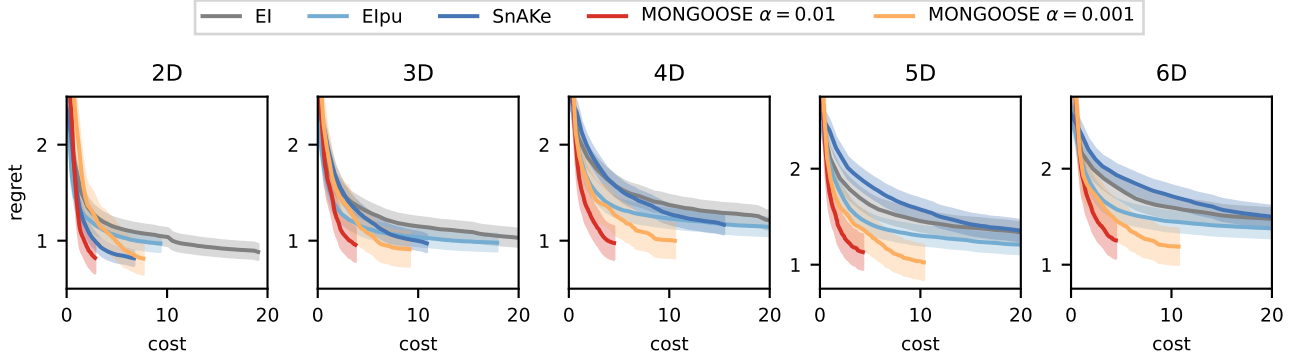 EI EIpu SnAKe MONGOOSE α = 0.01 MONGOOSE α = 0.001
2D 3D 4D 5D 6D
regret
2 2 2 2 2
1 1 1 1 1
0 10 20 0 10 20 0 10 20 0 10 20 0 10 20
cost cost cost cost cost